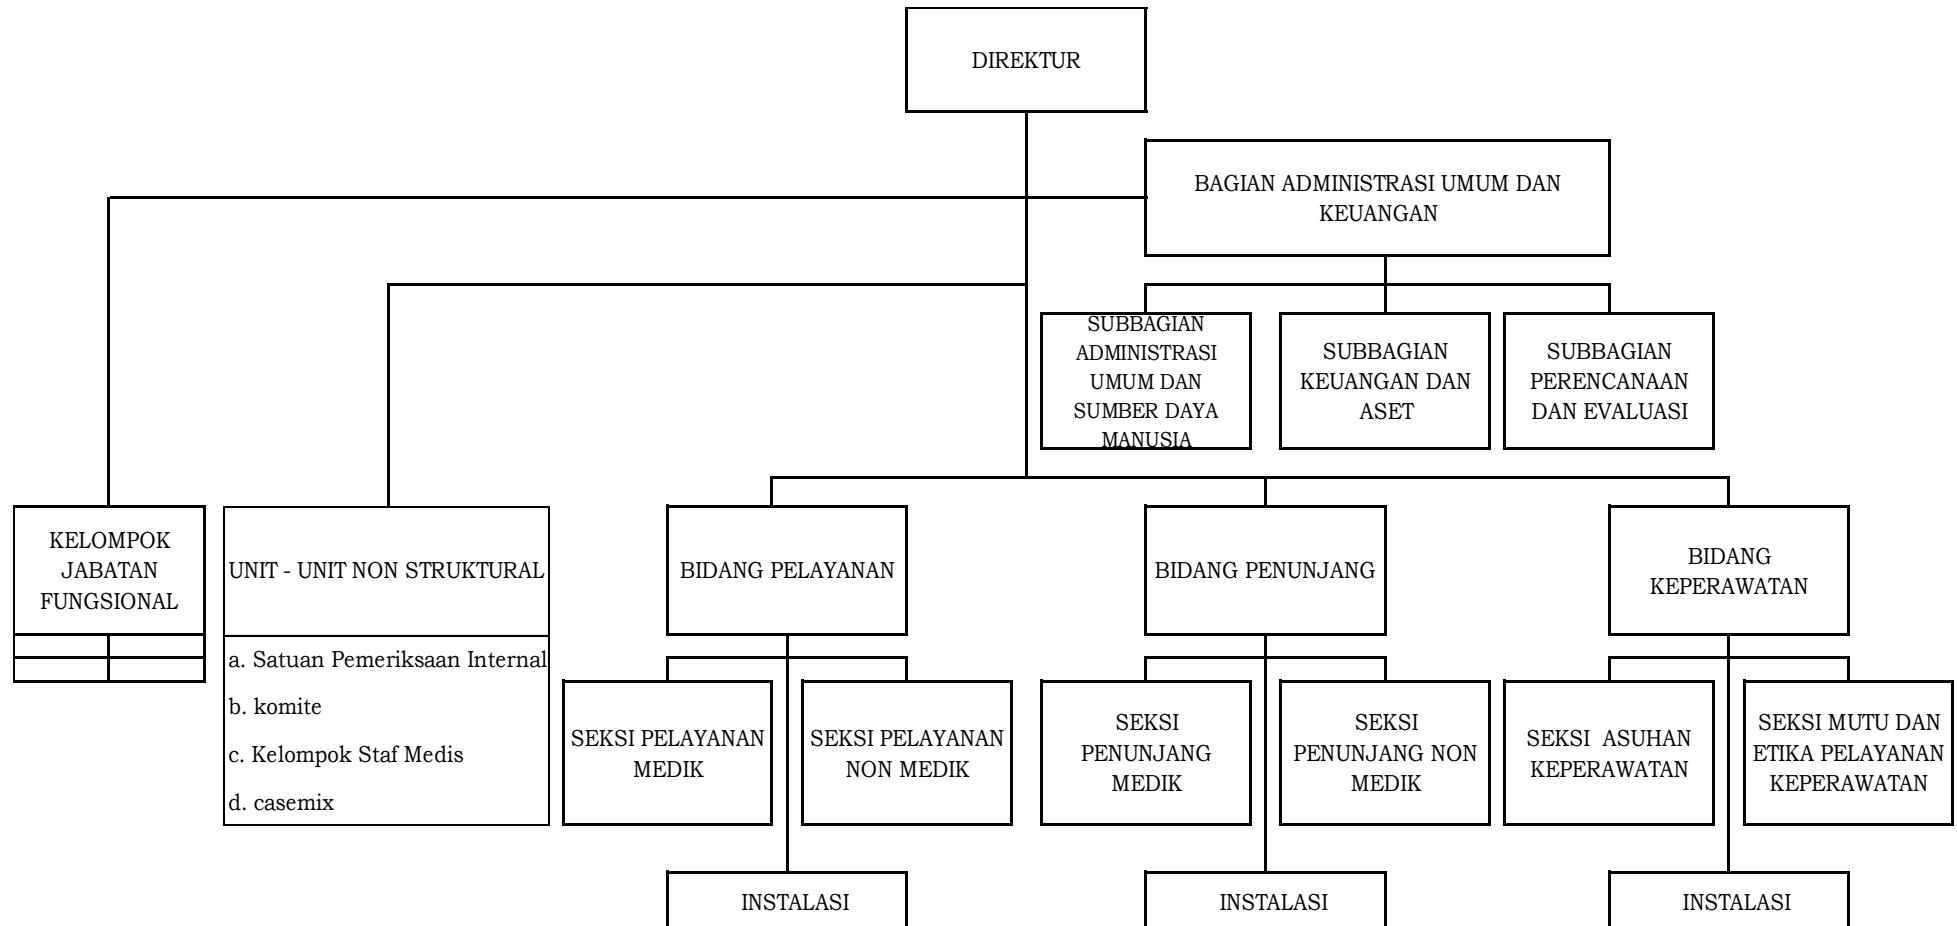 DIREKTUR
BAGIAN ADMINISTRASI UMUM DAN
KEUANGAN
SUBBAGIAN
ADMINISTRASI
UMUM DAN
SUMBER DAYA
MANUSIA
SUBBAGIAN
KEUANGAN DAN
ASET
SUBBAGIAN
PERENCANAAN
DAN EVALUASI
KELOMPOK
JABATAN
FUNGSIONAL
UNIT - UNIT NON STRUKTURAL
a. Satuan Pemeriksaan Internal
b. komite
c. Kelompok Staf Medis
d. casemix
BIDANG PELAYANAN
BIDANG PENUNJANG
BIDANG
KEPERAWATAN
SEKSI PELAYANAN
MEDIK
SEKSI PELAYANAN
NON MEDIK
SEKSI
PENUNJANG
MEDIK
SEKSI
PENUNJANG NON
MEDIK
SEKSI  ASUHAN
KEPERAWATAN
SEKSI MUTU DAN
ETIKA PELAYANAN
KEPERAWATAN
INSTALASI
INSTALASI
INSTALASI